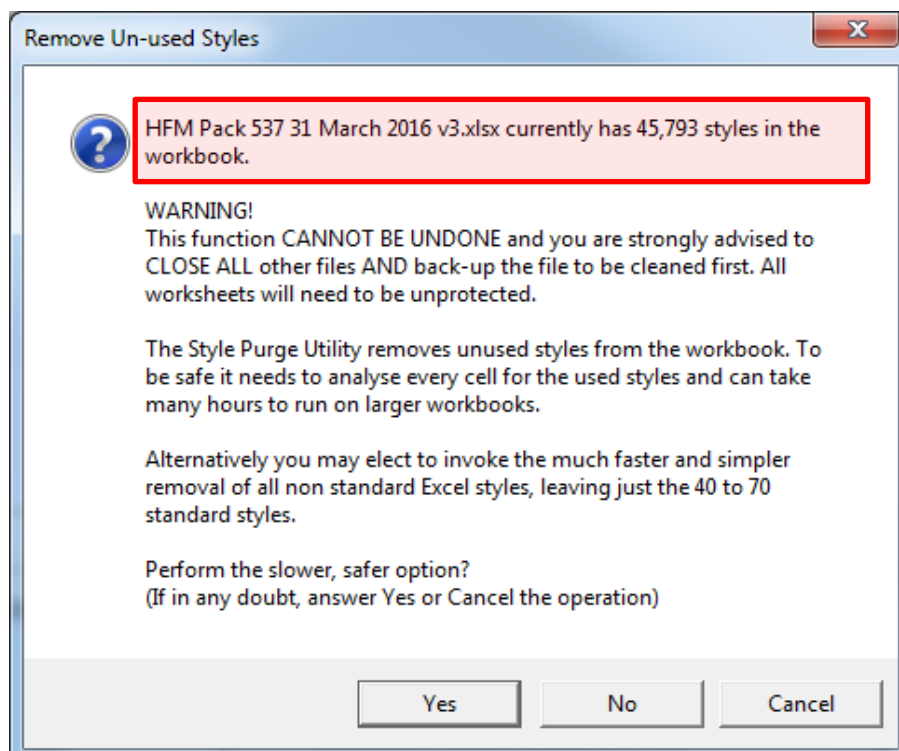 Remove Un-used Styles
HFM Pack 537 31 March 2016 v3.xlsx currently has 45,793 styles in the
workbook.
WARNING!
This function CANNOT BE UNDONE and you are strongly advised to
CLOSE ALL other files AND back-up the file to be cleaned first. All
worksheets will need to be unprotected.
The Style Purge Utility removes unused styles from the workbook. To
be safe it needs to analyse every cell for the used styles and can take
many hours to run on larger workbooks.
Alternatively you may elect to invoke the much faster and simpler
removal of all non standard Excel styles, leaving just the 40 to 70
standard styles.
Perform the slower, safer option?
(If in any doubt, answer Yes or Cancel the operation)
Yes No Cancel